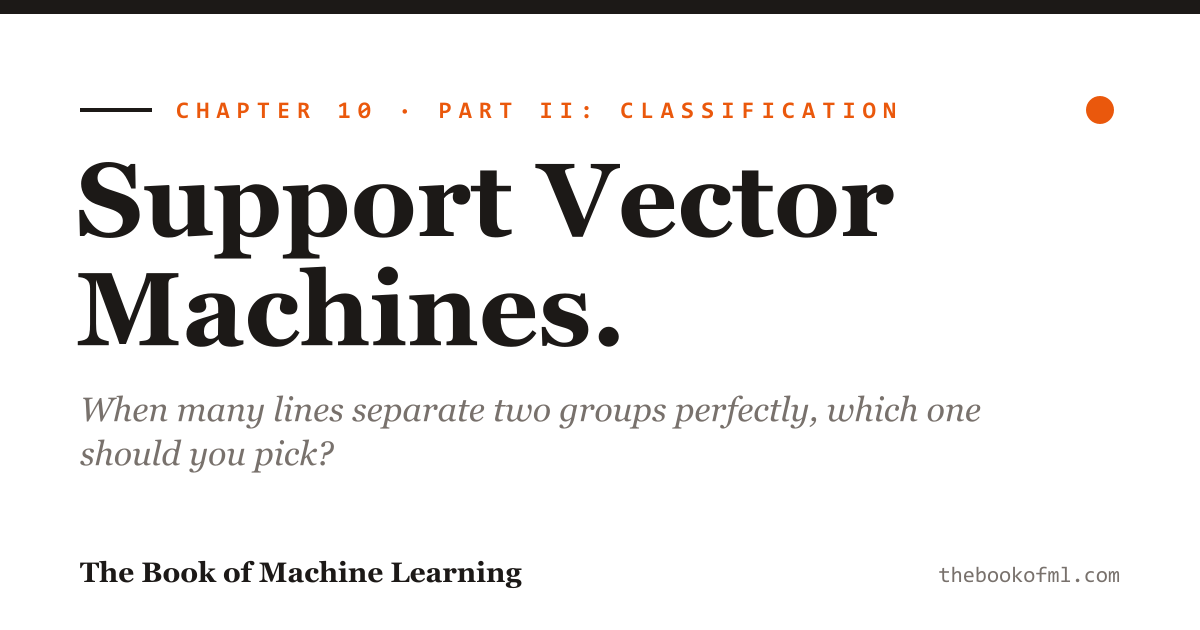 CHAPTER 10 · PART II: CLASSIFICATION
Support Vector
Machines.
When many lines separate two groups perfectly, which one
should you pick?
The Book of Machine Learning
thebookofml.com